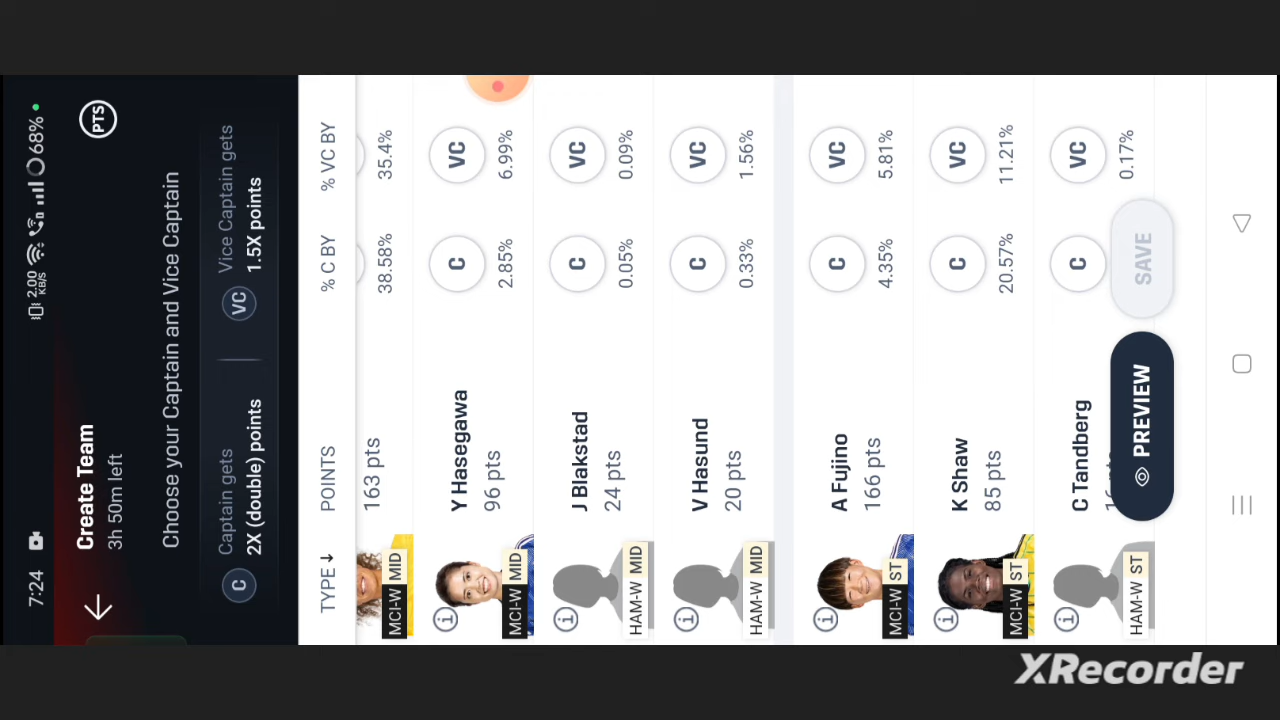 7:24
2.00
KB/S
68%
Create Team
3h 50m left
PTS
Choose your Captain and Vice Captain
C
Captain gets
2X (double) points
VC
Vice Captain gets
1.5X points
TYPE ↓
POINTS
% C BY
% VC BY
MCI-W MID
163 pts
38.58%
35.4%
MCI-W MID
Y Hasegawa
96 pts
C
2.85%
VC
6.99%
HAM-W MID
J Blakstad
24 pts
C
0.05%
VC
0.09%
HAM-W MID
V Hasund
20 pts
C
0.33%
VC
1.56%
MCI-W ST
A Fujino
166 pts
C
4.35%
VC
5.81%
MCI-W ST
K Shaw
85 pts
C
20.57%
VC
11.21%
HAM-W ST
C Tandberg
C
VC
0.17%
PREVIEW
SAVE
XRecorder